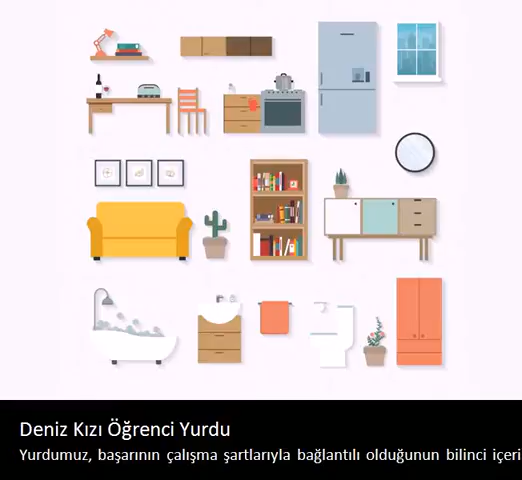 Deniz Kızı Öğrenci Yurdu
Yurdumuz, başarının çalışma şartlarıyla bağlantılı olduğunun bilinci içeri